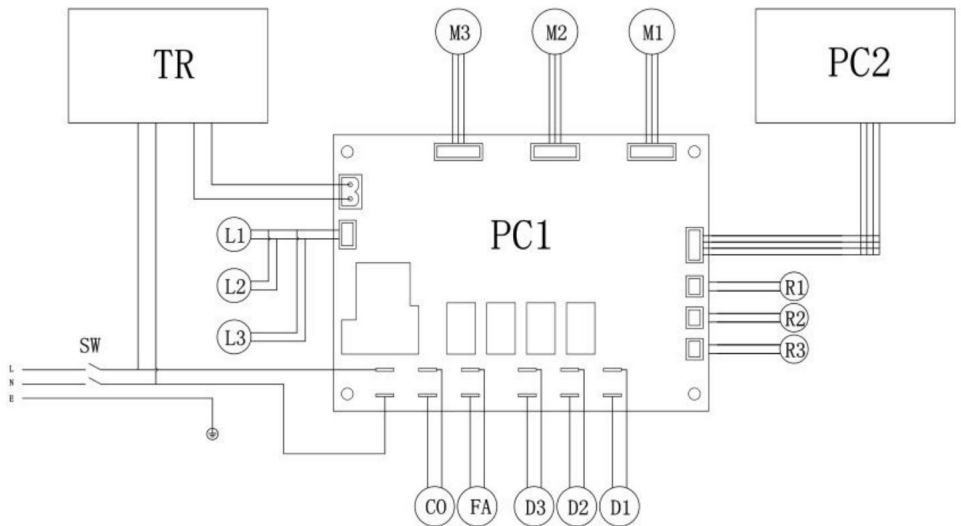 M3 M2 M1
TR PC2
L1 PC1
L2 R1
R2
L3 R3
SW
L
N
E
CO FA D3 D2 D1